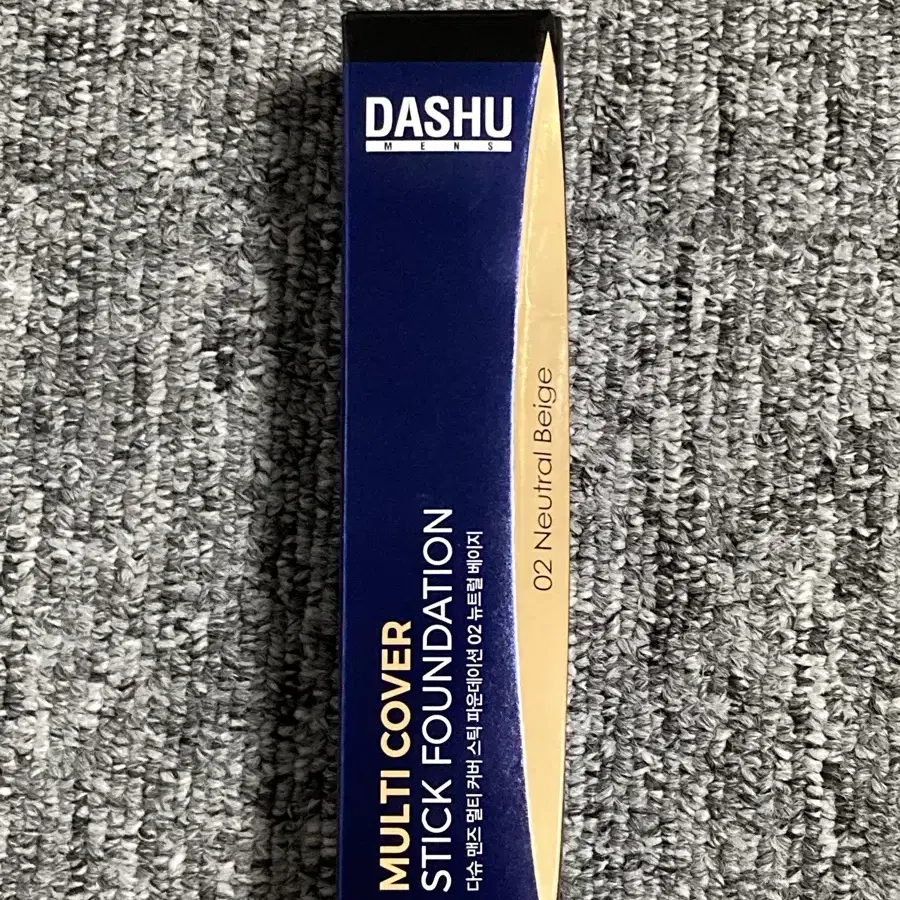 DASHU
MENS
MULTI COVER
STICK FOUNDATION
다슈 맨즈 멀티 커버 스틱 파운데이션 02 뉴트럴 베이지
02 Neutral Beige